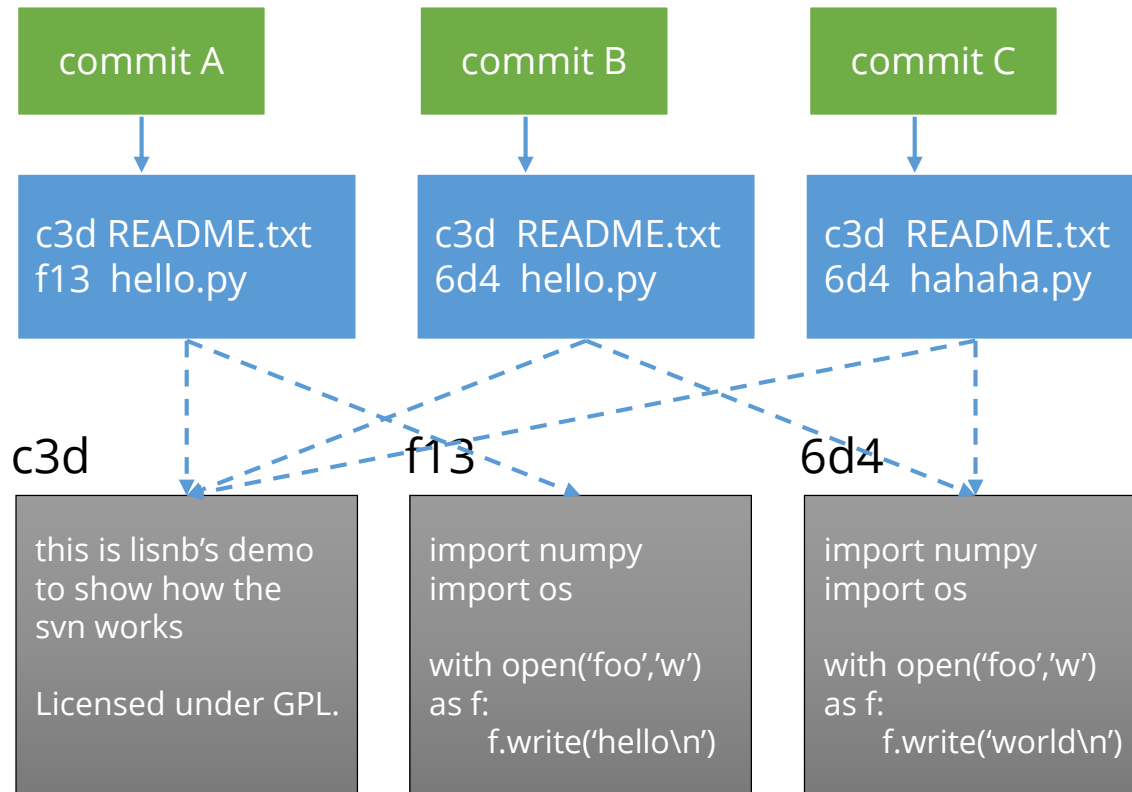 commit A
commit B
commit C
c3d README.txt
f13 hello.py
c3d README.txt
6d4 hello.py
c3d README.txt
6d4 hahaha.py
c3d
f13
6d4
this is lisnb’s demo
to show how the
svn works
Licensed under GPL.
import numpy
import os
with open(‘foo’,’w’)
as f:
f.write(‘hello\n’)
import numpy
import os
with open(‘foo’,’w’)
as f:
f.write(‘world\n’)